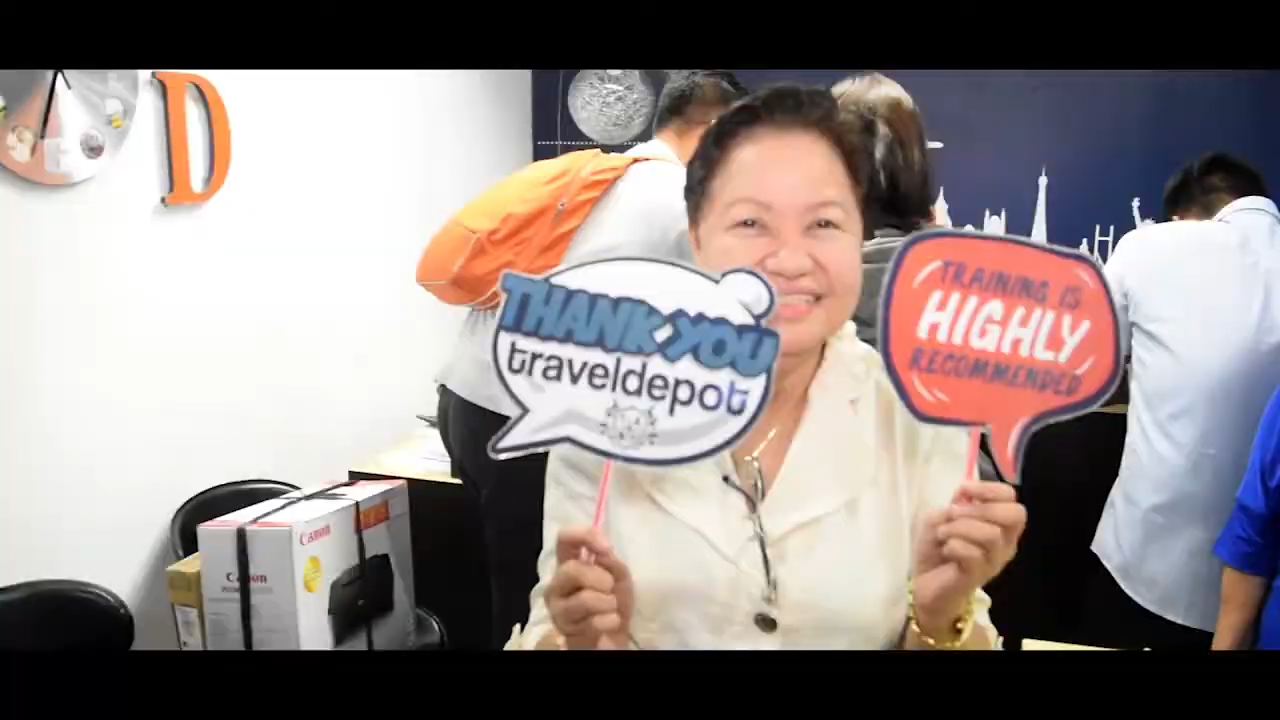 D
THANK YOU
traveldepot
TRAINING IS
HIGHLY
RECOMMENDED
Canon
Canon